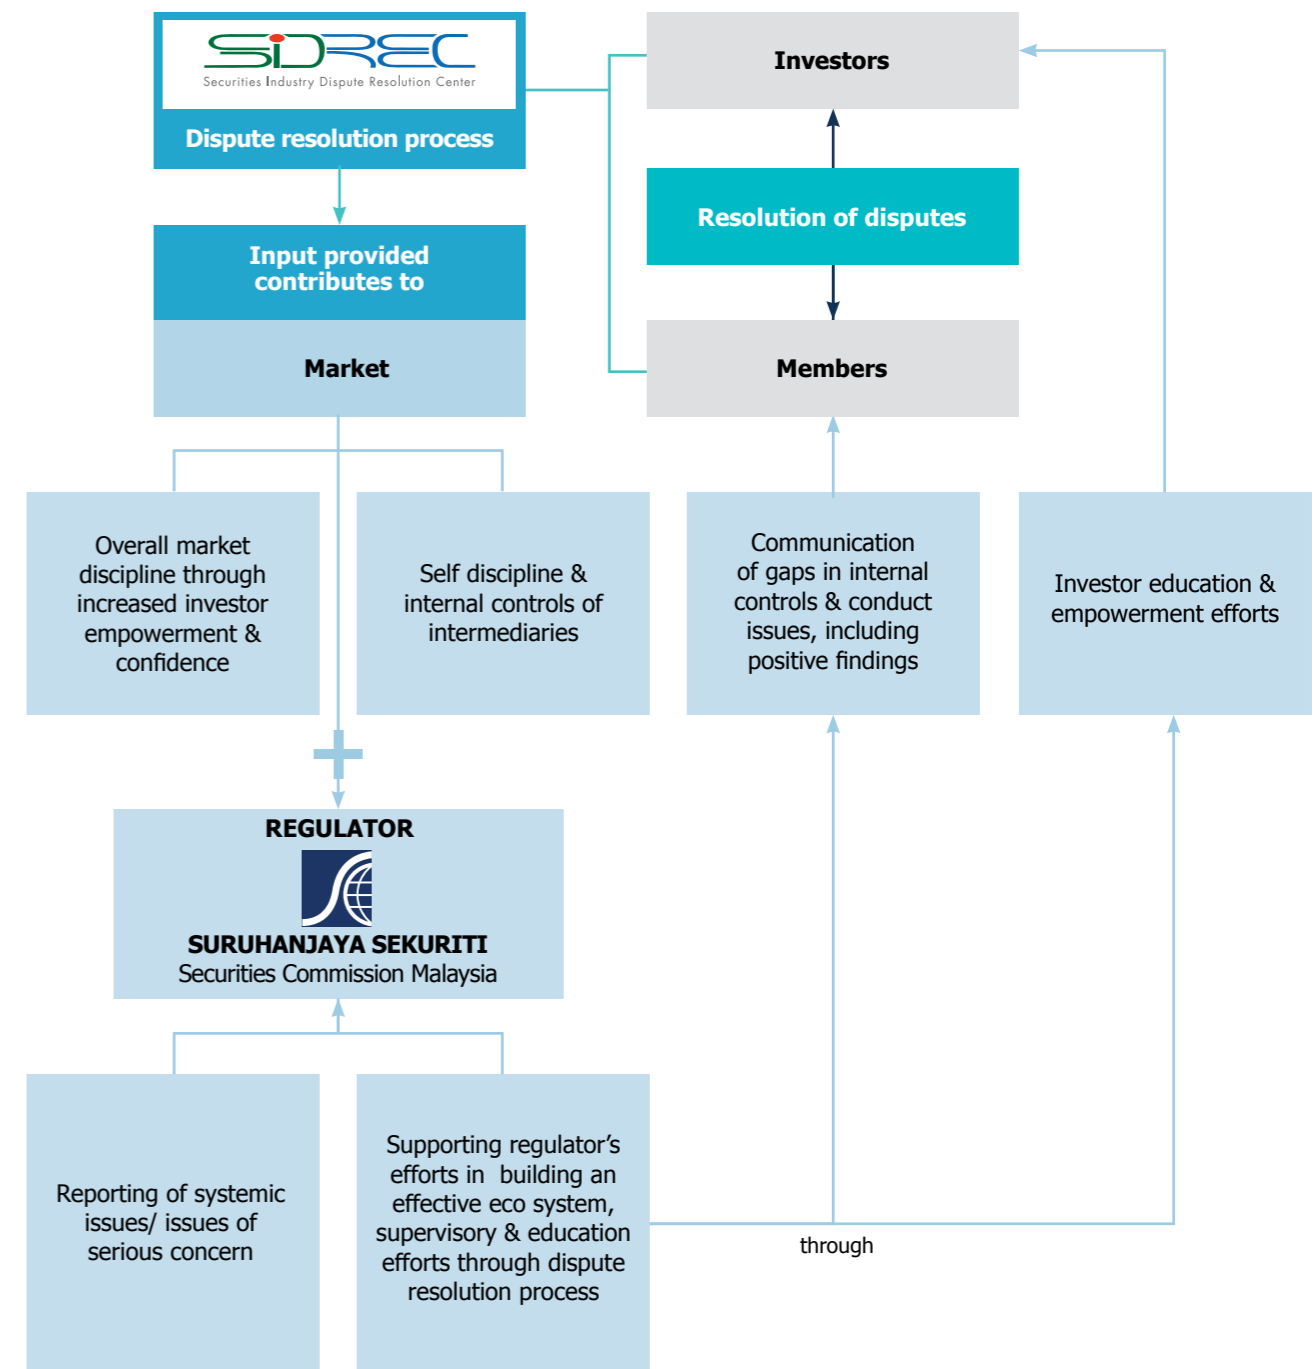 SiDREC
Securities Industry Dispute Resolution Center
Dispute resolution process
Investors
Resolution of disputes
Members
Input provided
contributes to
Market
Overall market
discipline through
increased investor
empowerment &
confidence
Self discipline &
internal controls of
intermediaries
Communication
of gaps in internal
controls & conduct
issues, including
positive findings
Investor education &
empowerment efforts
REGULATOR
SURUHANJAYA SEKURITI
Securities Commission Malaysia
Reporting of systemic
issues/ issues of
serious concern
Supporting regulator’s
efforts in  building an
effective eco system,
supervisory & education
efforts through dispute
resolution process
through